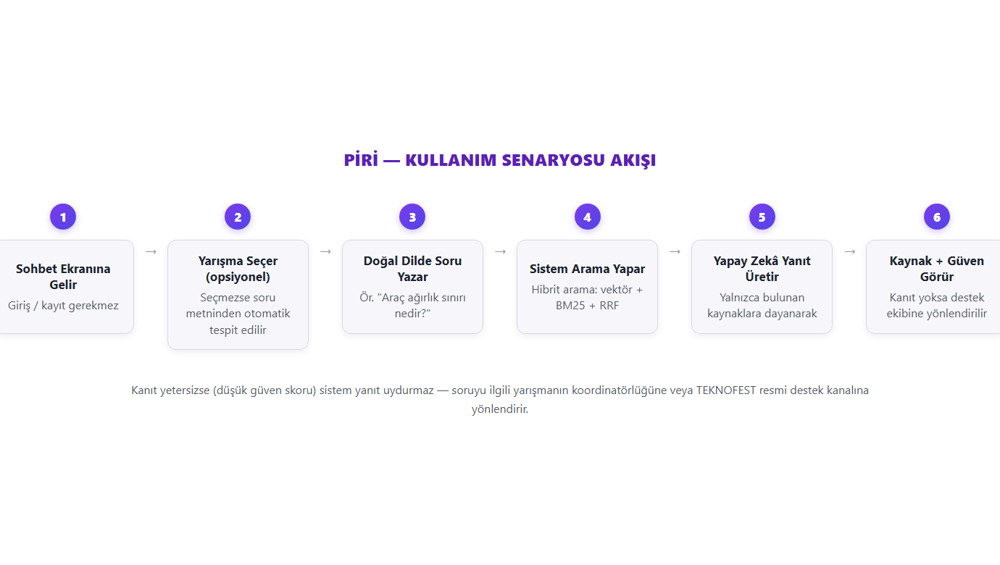 PİRİ — KULLANIM SENARYOSU AKIŞI
1
Sohbet Ekranına
Gelir
Giriş / kayıt gerekmez
→
2
Yarışma Seçer
(opsiyonel)
Seçmezse soru
metninden otomatik
tespit edilir
→
3
Doğal Dilde Soru
Yazar
Ör. "Araç ağırlık sınırı
nedir?"
→
4
Sistem Arama Yapar
Hibrit arama: vektör +
BM25 + RRF
→
5
Yapay Zekâ Yanıt
Üretir
Yalnızca bulunan
kaynaklara dayanarak
→
6
Kaynak + Güven
Görür
Kanıt yoksa destek
ekibine yönlendirilir
Kanıt yetersizse (düşük güven skoru) sistem yanıt uydurmaz — soruyu ilgili yarışmanın koordinatörlüğüne veya TEKNOFEST resmi destek kanalına
yönlendirir.